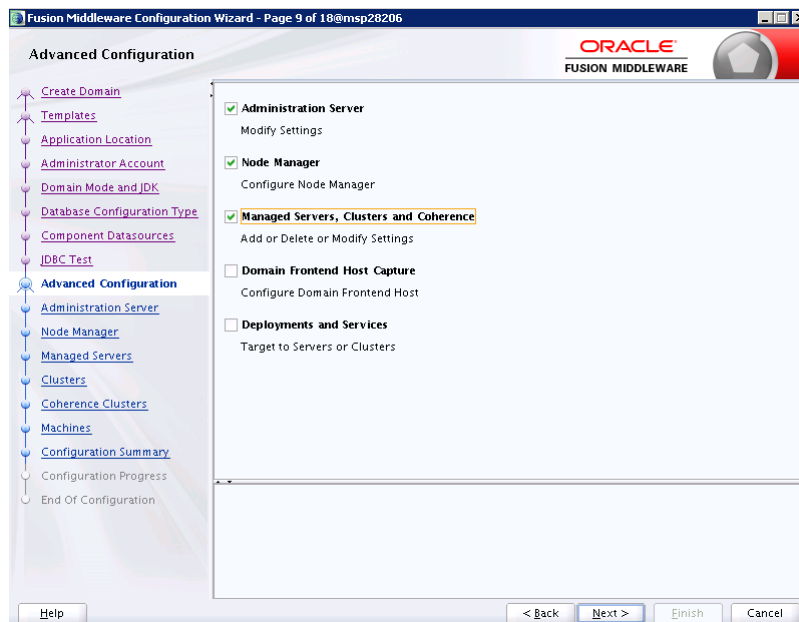 Fusion Middleware Configuration Wizard - Page 9 of 18@msp28206
Advanced Configuration
ORACLE
FUSION MIDDLEWARE
Create Domain
Templates
Application Location
Administrator Account
Domain Mode and JDK
Database Configuration Type
Component Datasources
JDBC Test
Advanced Configuration
Administration Server
Node Manager
Managed Servers
Clusters
Coherence Clusters
Machines
Configuration Summary
Configuration Progress
End Of Configuration
Administration Server
Modify Settings
Node Manager
Configure Node Manager
Managed Servers, Clusters and Coherence
Add or Delete or Modify Settings
Domain Frontend Host Capture
Configure Domain Frontend Host
Deployments and Services
Target to Servers or Clusters
Help
< Back
Next >
Finish
Cancel